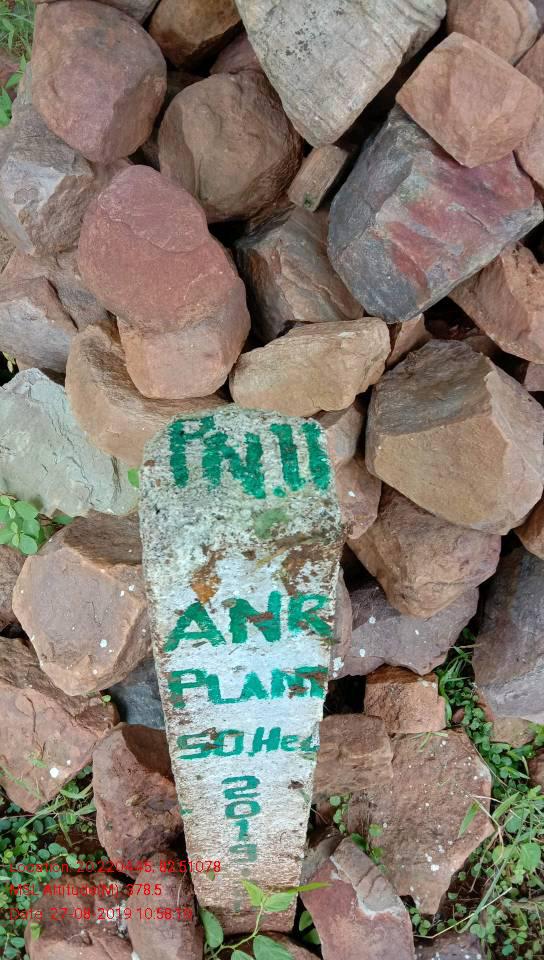 PN.11
ANR
PLANT
50.Hec
2019
Location: 20.220445, 82.51078
MSL Altitude(M): 378.5
Date: 27-08-2019 10:58:19